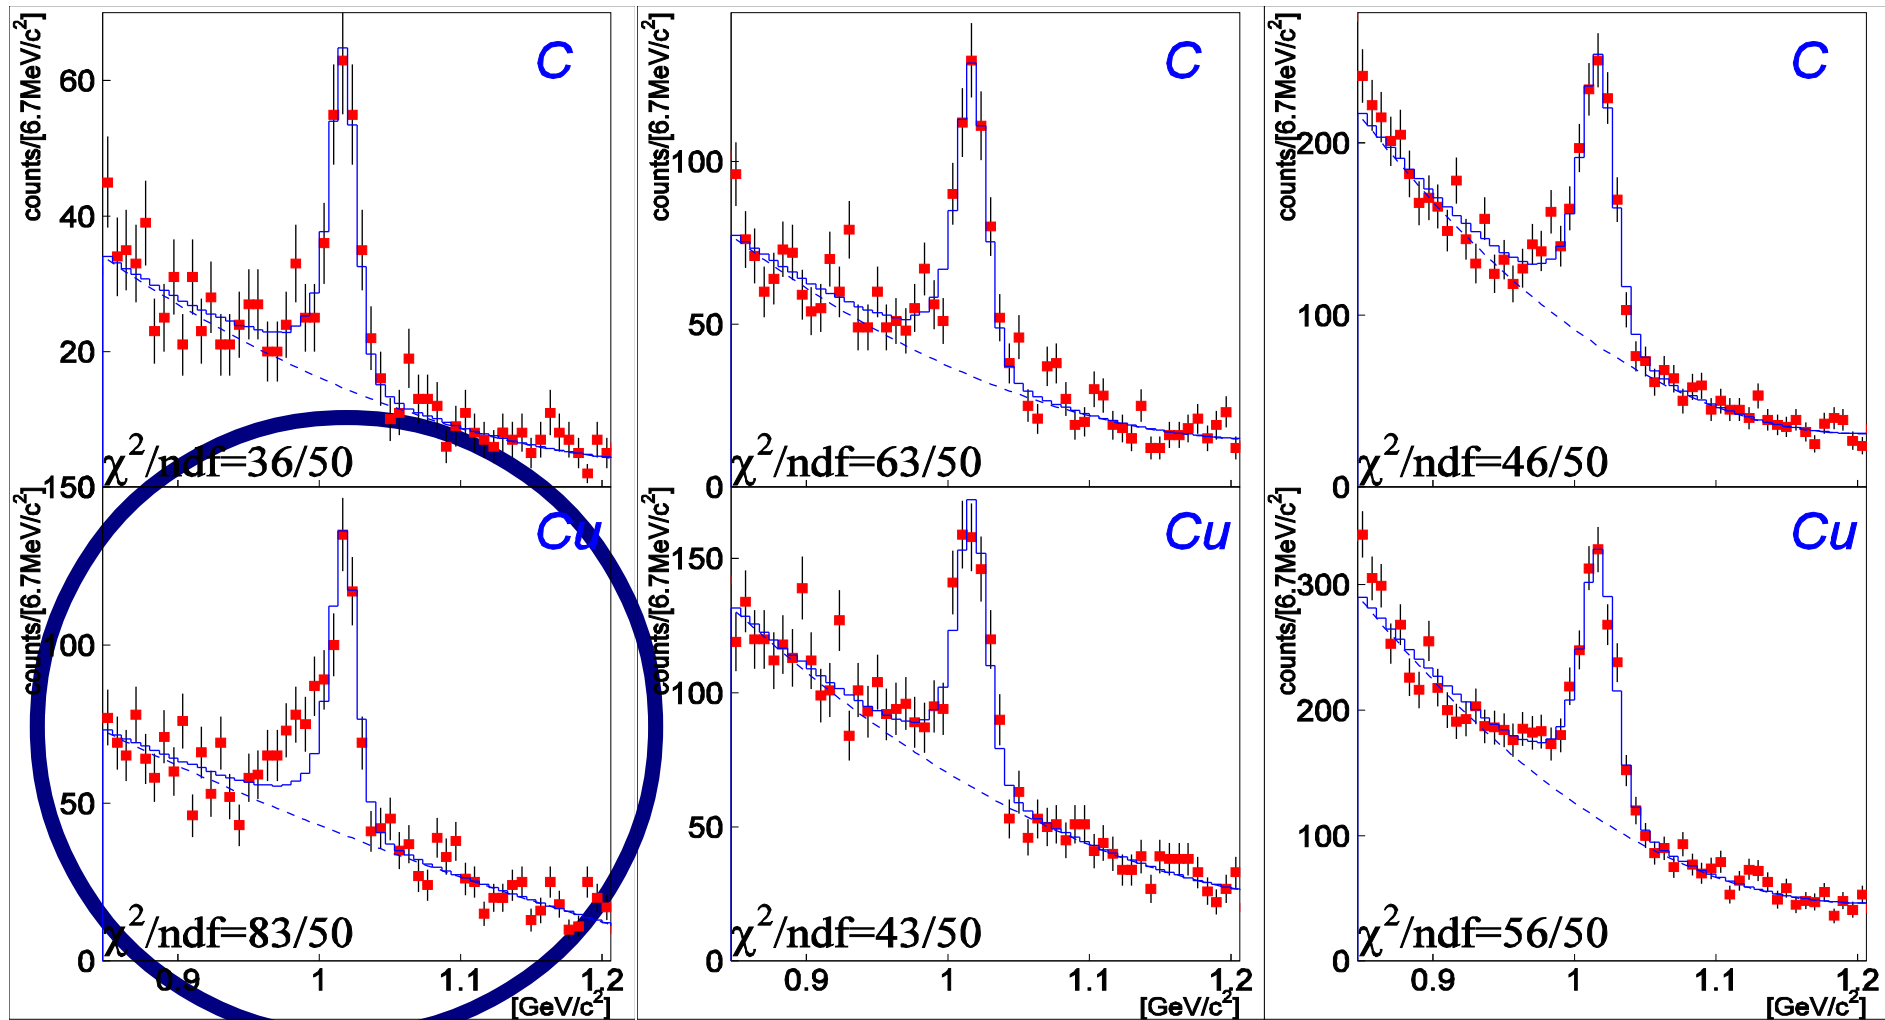 counts/[6.7MeV/c²]
C
60
40
20
χ²/ndf=36/50
counts/[6.7MeV/c²]
C
100
50
0
χ²/ndf=63/50
counts/[6.7MeV/c²]
C
200
100
0
χ²/ndf=46/50
counts/[6.7MeV/c²]
Cu
150
100
50
0
χ²/ndf=83/50
0.9 1 1.1 1.2
[GeV/c²]
counts/[6.7MeV/c²]
Cu
150
100
50
0
χ²/ndf=43/50
0.9 1 1.1 1.2
[GeV/c²]
counts/[6.7MeV/c²]
Cu
300
200
100
0
χ²/ndf=56/50
0.9 1 1.1 1.2
[GeV/c²]